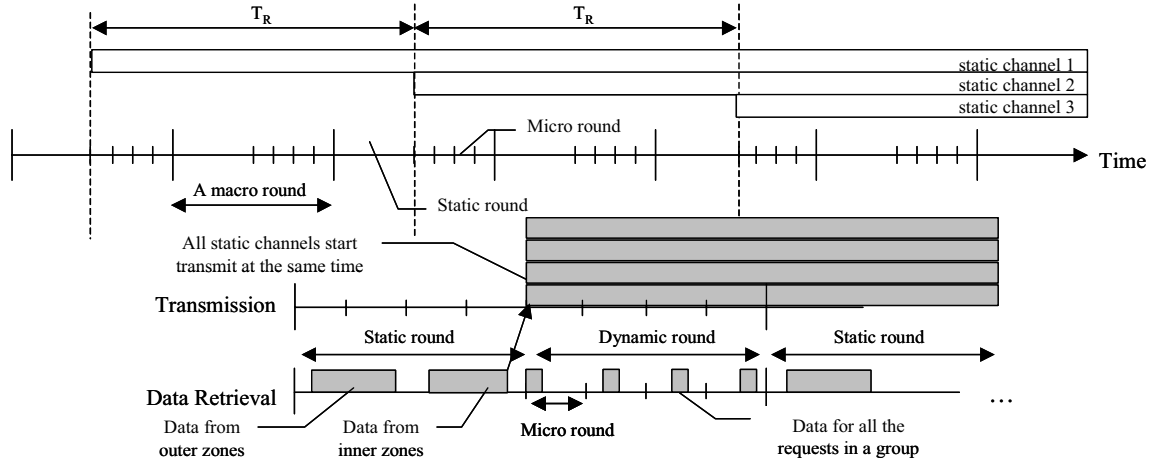 T_R T_R
static channel 1
static channel 2
static channel 3
Micro round
Time
A macro round
Static round
All static channels start
transmit at the same time
Transmission
Static round Dynamic round Static round
Data Retrieval
...
Data from
outer zones
Data from
inner zones
Micro round
Data for all the
requests in a group